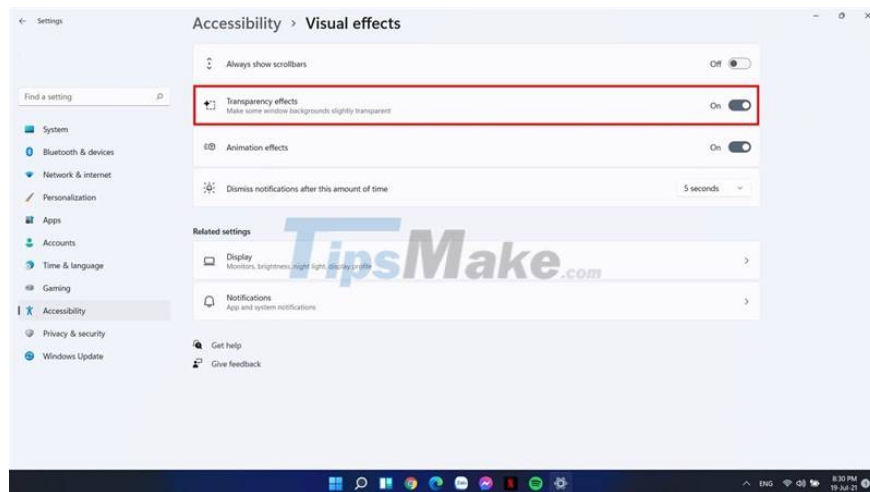 Settings
Accessibility > Visual effects
Find a setting
System
Bluetooth & devices
Network & internet
Personalization
Apps
Accounts
Time & language
Gaming
Accessibility
Privacy & security
Windows Update
Always show scrollbars
Off
Transparency effects
Make some window backgrounds slightly transparent
On
Animation effects
On
Dismiss notifications after this amount of time
5 seconds
Related settings
Display
Monitors, brightness, night light, display profile
Notifications
App and system notifications
Get help
Give feedback
TipsMake.com
ENG
8:30 PM
19-Jul-21